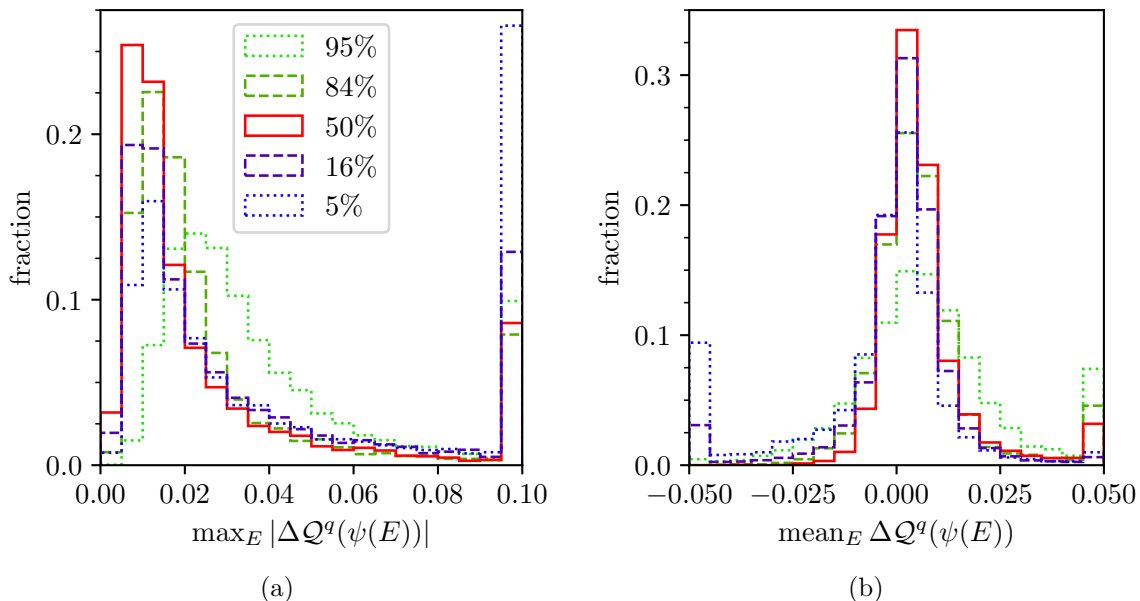 fraction
0.2
0.1
0.0
95%
84%
50%
16%
5%
0.00 0.02 0.04 0.06 0.08 0.10
max_E |Δ𝒬^q(ψ(E))|
(a)
fraction
0.3
0.2
0.1
0.0
−0.050 −0.025 0.000 0.025 0.050
mean_E Δ𝒬^q(ψ(E))
(b)